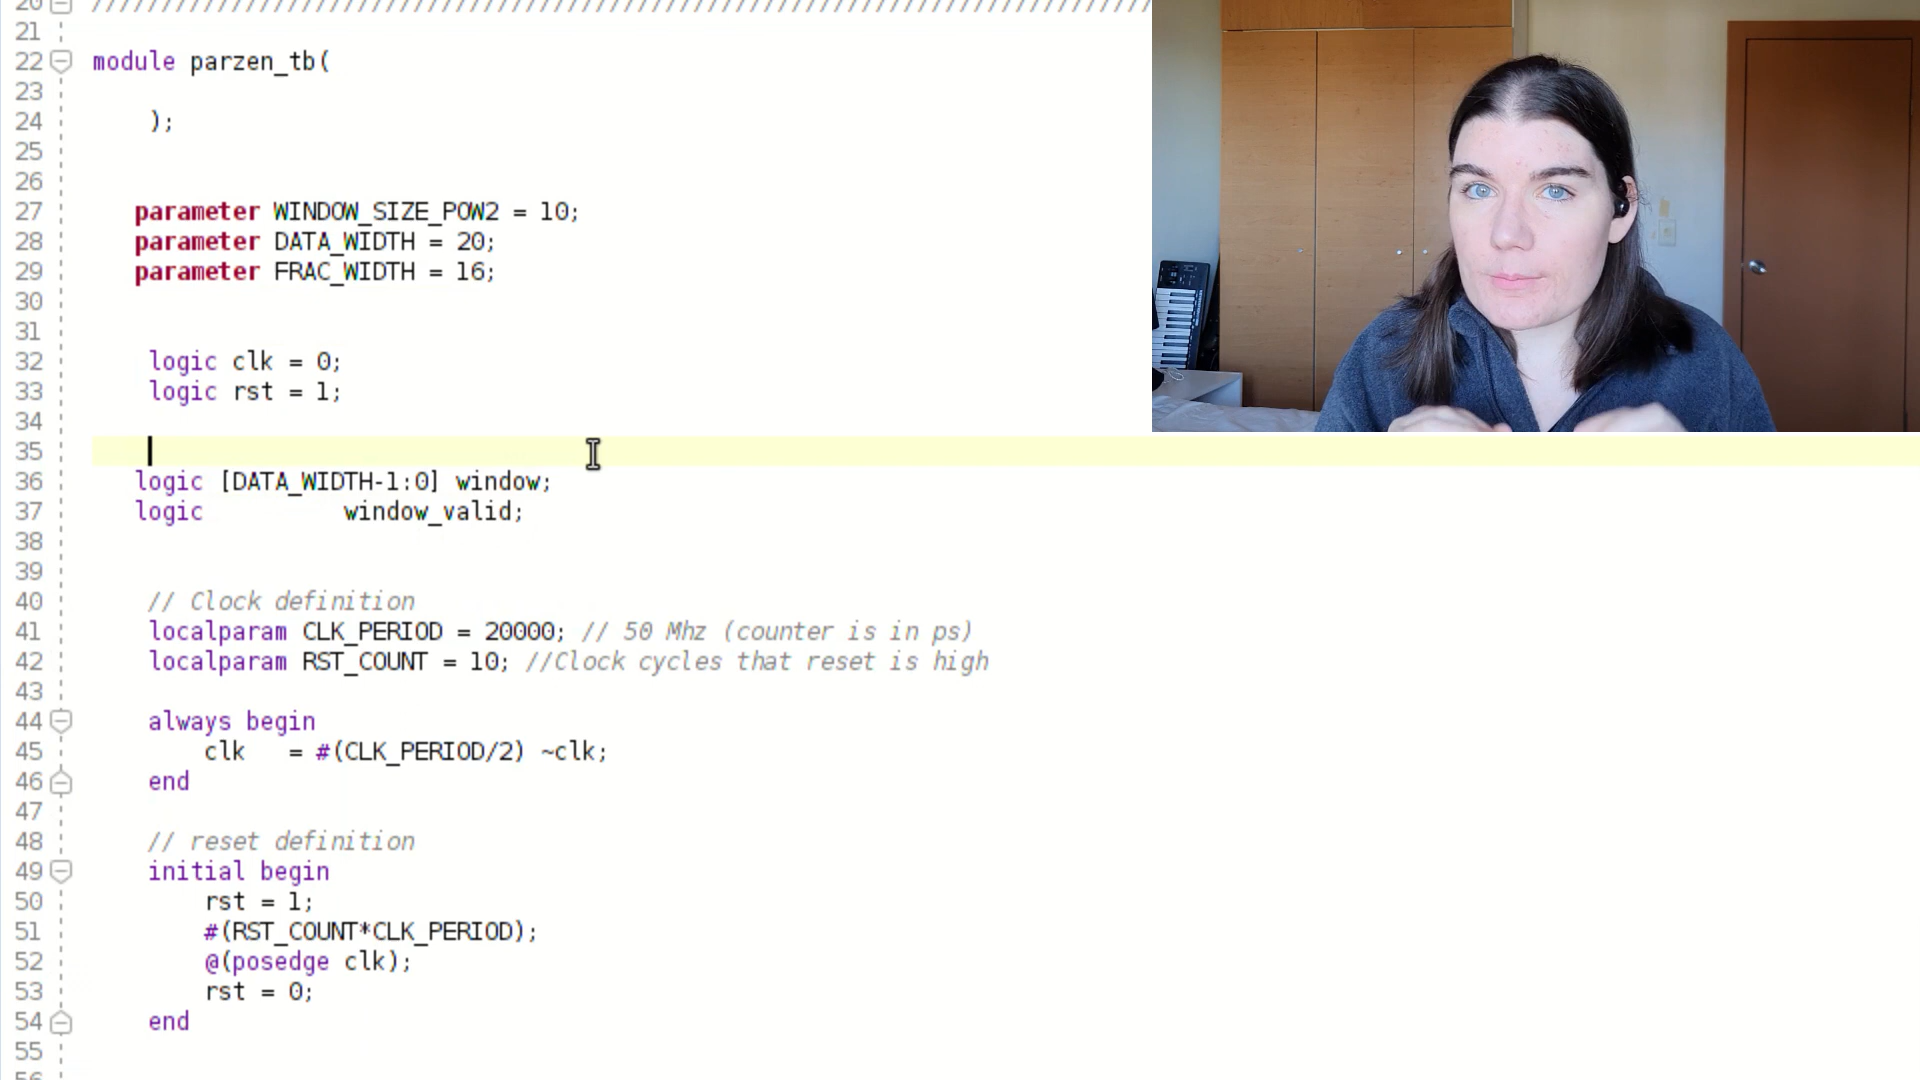 20 ////////////////////////////////////////////////////////////////////////////
21
22 module parzen_tb(
23
24 );
25
26
27 parameter WINDOW_SIZE_POW2 = 10;
28 parameter DATA_WIDTH = 20;
29 parameter FRAC_WIDTH = 16;
30
31
32 logic clk = 0;
33 logic rst = 1;
34
35
36 logic [DATA_WIDTH-1:0] window;
37 logic window_valid;
38
39
40 // Clock definition
41 localparam CLK_PERIOD = 20000; // 50 Mhz (counter is in ps)
42 localparam RST_COUNT = 10; //Clock cycles that reset is high
43
44 always begin
45 clk = #(CLK_PERIOD/2) ~clk;
46 end
47
48 // reset definition
49 initial begin
50 rst = 1;
51 #(RST_COUNT*CLK_PERIOD);
52 @(posedge clk);
53 rst = 0;
54 end
55
56